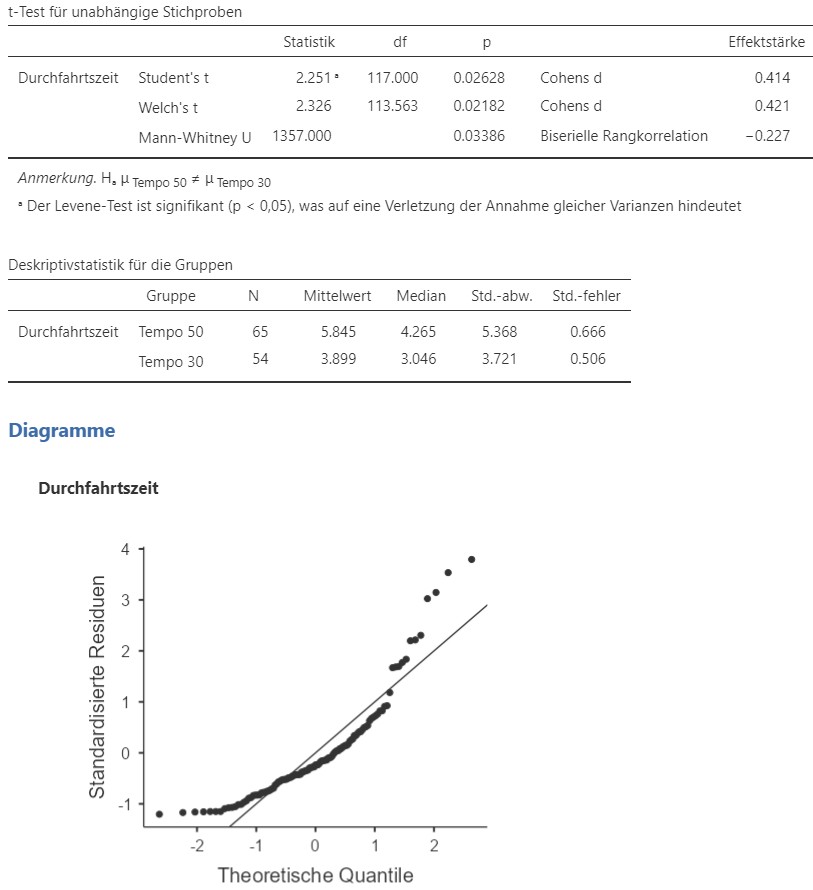 t-Test für unabhängige Stichproben
Statistik df p Effektstärke
Durchfahrtszeit Student's t 2.251 ᵃ 117.000 0.02628 Cohens d 0.414
Welch's t 2.326 113.563 0.02182 Cohens d 0.421
Mann-Whitney U 1357.000 0.03386 Biserielle Rangkorrelation −0.227
Anmerkung. Hₐ μ Tempo 50 ≠ μ Tempo 30
ᵃ Der Levene-Test ist signifikant (p < 0,05), was auf eine Verletzung der Annahme gleicher Varianzen hindeutet
Deskriptivstatistik für die Gruppen
Gruppe N Mittelwert Median Std.-abw. Std.-fehler
Durchfahrtszeit Tempo 50 65 5.845 4.265 5.368 0.666
Tempo 30 54 3.899 3.046 3.721 0.506
Diagramme
Durchfahrtszeit
Standardisierte Residuen
4
3
2
1
0
-1
-2 -1 0 1 2
Theoretische Quantile